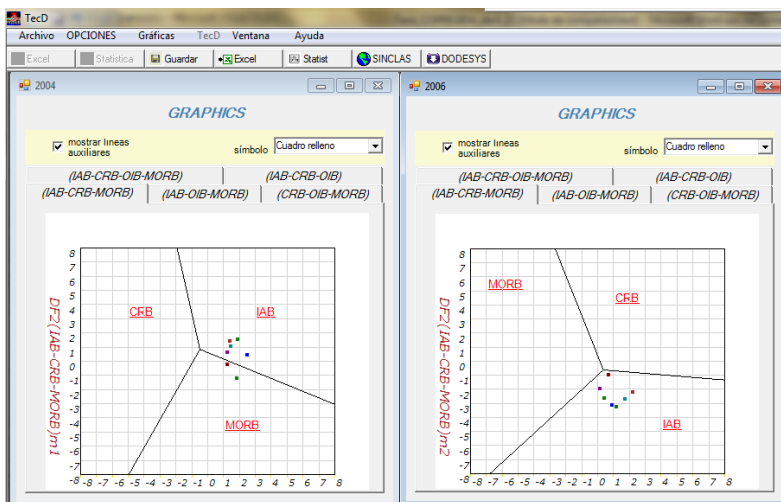 TecD
Archivo OPCIONES Gráficas TecD Ventana Ayuda
Excel Statistica Guardar Excel Statist SINCLAS DODESYS
2004
GRAPHICS
mostrar líneas
auxiliares
símbolo Cuadro relleno
(IAB-CRB-OIB-MORB) (IAB-CRB-OIB)
(IAB-CRB-MORB) (IAB-OIB-MORB) (CRB-OIB-MORB)
DF2(IAB-CRB-MORB)m1
8
7
6
5
4
3
2
1
0
-1
-2
-3
-4
-5
-6
-7
CRB IAB
MORB
-8 -8 -7 -6 -5 -4 -3 -2 -1 0 1 2 3 4 5 6 7 8
2006
GRAPHICS
mostrar líneas
auxiliares
símbolo Cuadro relleno
(IAB-CRB-OIB-MORB) (IAB-CRB-OIB)
(IAB-CRB-MORB) (IAB-OIB-MORB) (CRB-OIB-MORB)
DF2(IAB-CRB-MORB)m2
8
7
6
5
4
3
2
1
0
-1
-2
-3
-4
-5
-6
-7
MORB
CRB
IAB
-8 -8 -7 -6 -5 -4 -3 -2 -1 0 1 2 3 4 5 6 7 8